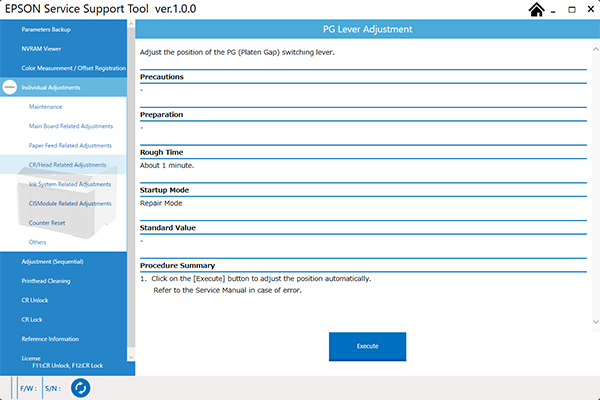 EPSON Service Support Tool ver.1.0.0
Parameters Backup
NVRAM Viewer
Color Measurement / Offset Registration
Individual Adjustments
Maintenance
Main Board Related Adjustments
Paper Feed Related Adjustments
CR/Head Related Adjustments
Ink System Related Adjustments
CISModule Related Adjustments
Counter Reset
Others
Adjustment (Sequential)
Printhead Cleaning
CR Unlock
CR Lock
Reference Information
License
F11:CR Unlock, F12:CR Lock
PG Lever Adjustment
Adjust the position of the PG (Platen Gap) switching lever.
Precautions
-
Preparation
-
Rough Time
About 1 minute.
Startup Mode
Repair Mode
Standard Value
-
Procedure Summary
1. Click on the [Execute] button to adjust the position automatically.
Refer to the Service Manual in case of error.
Execute
F/W : S/N :